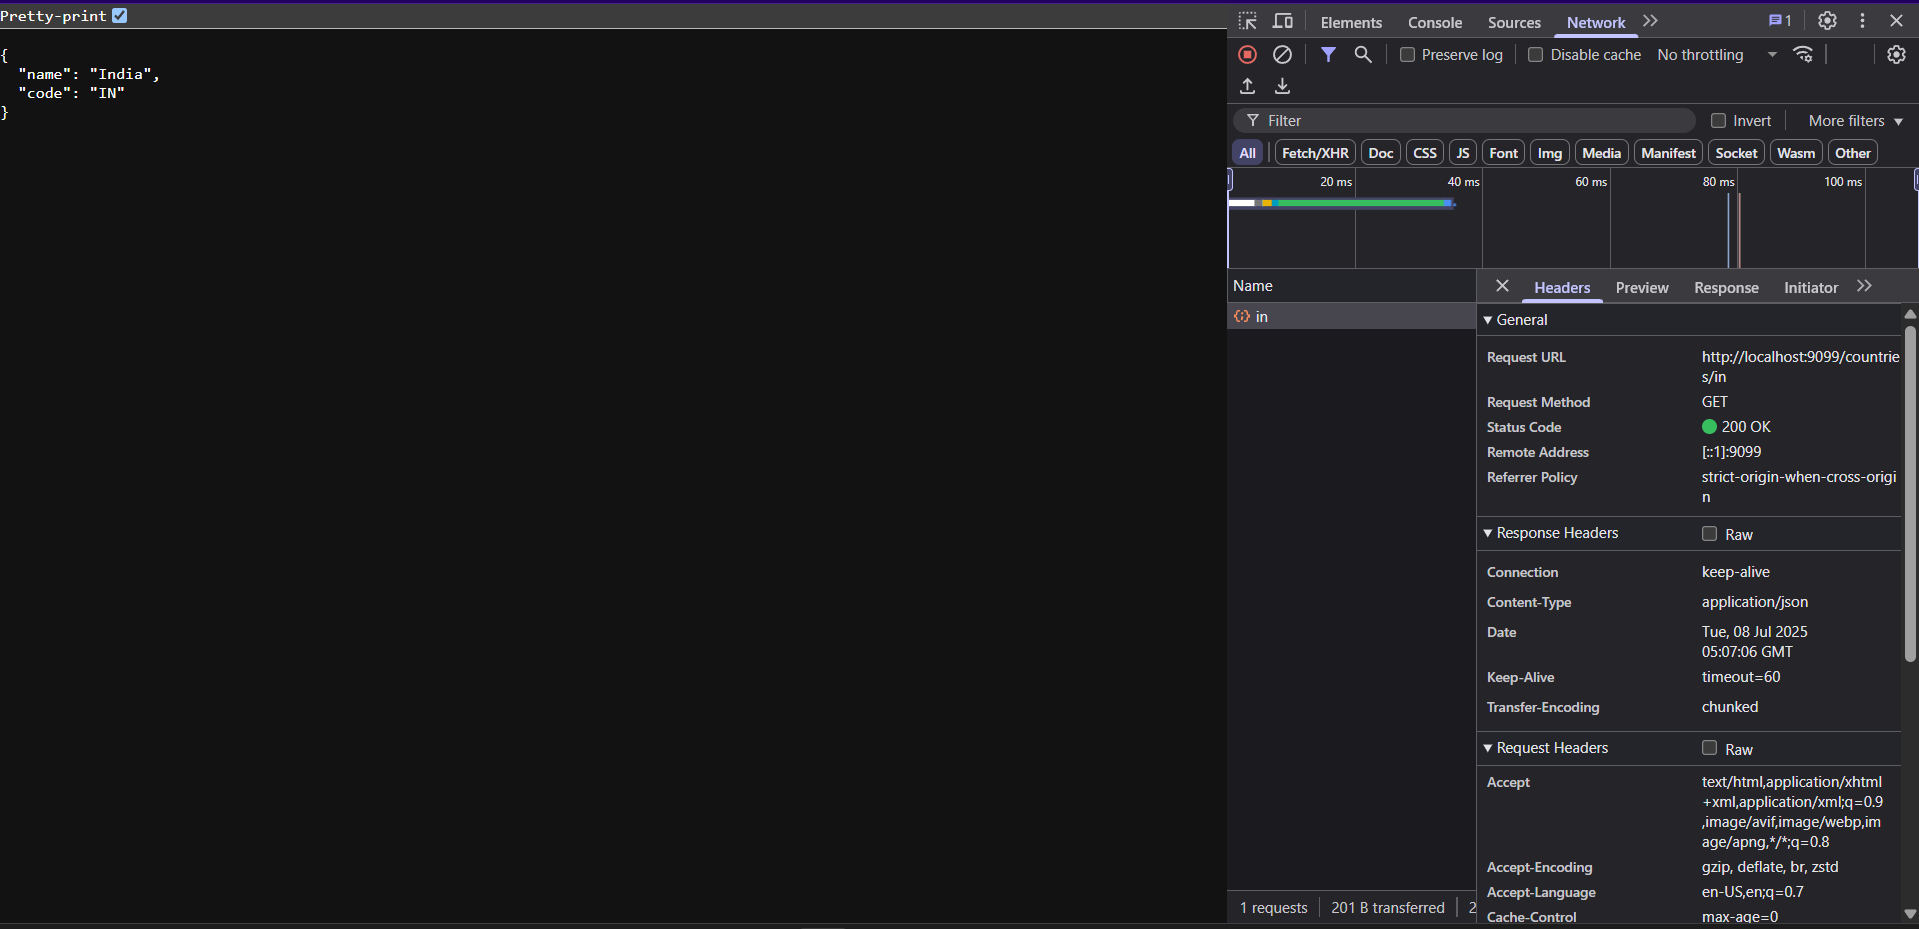 Pretty-print
{
  "name": "India",
  "code": "IN"
}
Elements Console Sources Network 1
Preserve log Disable cache No throttling
Filter Invert More filters
All Fetch/XHR Doc CSS JS Font Img Media Manifest Socket Wasm Other
20 ms 40 ms 60 ms 80 ms 100 ms
Name
in
Headers Preview Response Initiator
General
Request URL http://localhost:9099/countrie
s/in
Request Method GET
Status Code 200 OK
Remote Address [::1]:9099
Referrer Policy strict-origin-when-cross-origi
n
Response Headers Raw
Connection keep-alive
Content-Type application/json
Date Tue, 08 Jul 2025
05:07:06 GMT
Keep-Alive timeout=60
Transfer-Encoding chunked
Request Headers Raw
Accept text/html,application/xhtml
+xml,application/xml;q=0.9
,image/avif,image/webp,im
age/apng,*/*;q=0.8
Accept-Encoding gzip, deflate, br, zstd
Accept-Language en-US,en;q=0.7
Cache-Control max-age=0
1 requests 201 B transferred 2